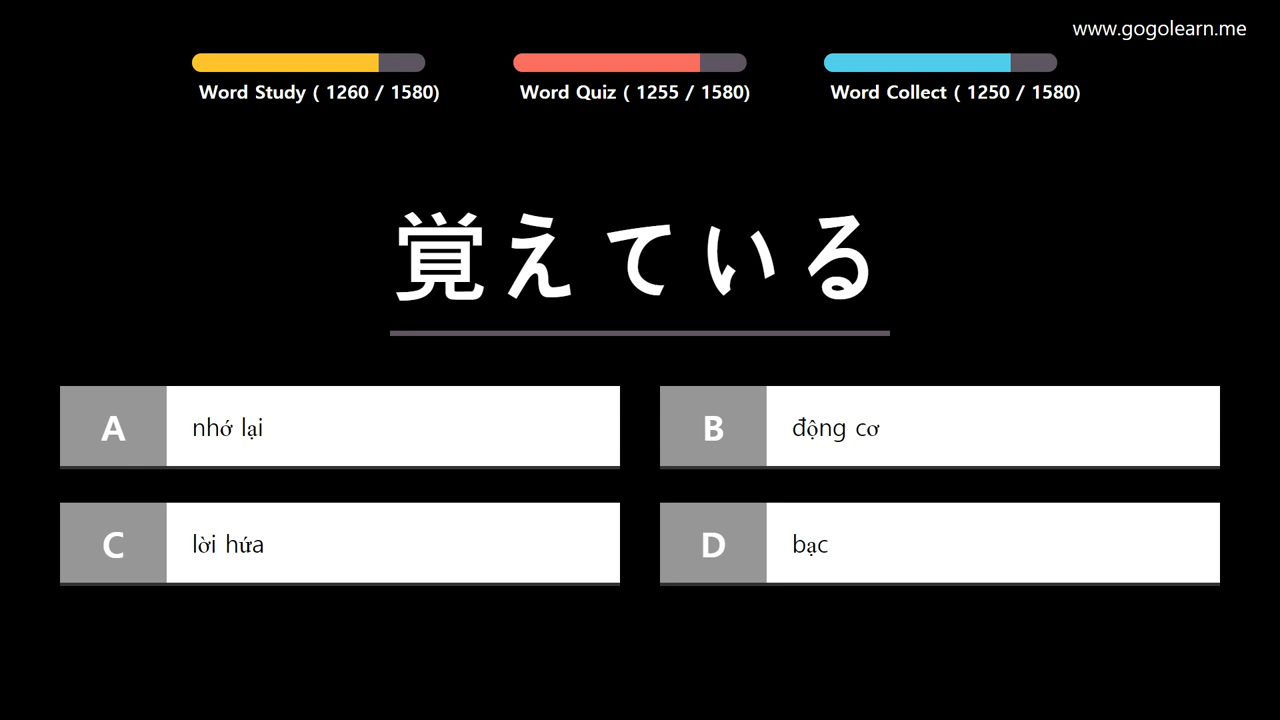 www.gogolearn.me
Word Study ( 1260 / 1580)
Word Quiz ( 1255 / 1580)
Word Collect ( 1250 / 1580)
覚えている
A nhớ lại
B động cơ
C lời hứa
D bạc